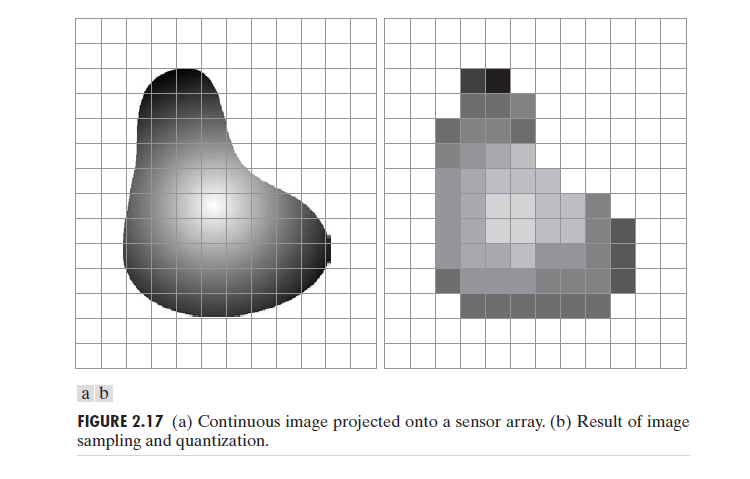 a b
FIGURE 2.17 (a) Continuous image projected onto a sensor array. (b) Result of image
sampling and quantization.